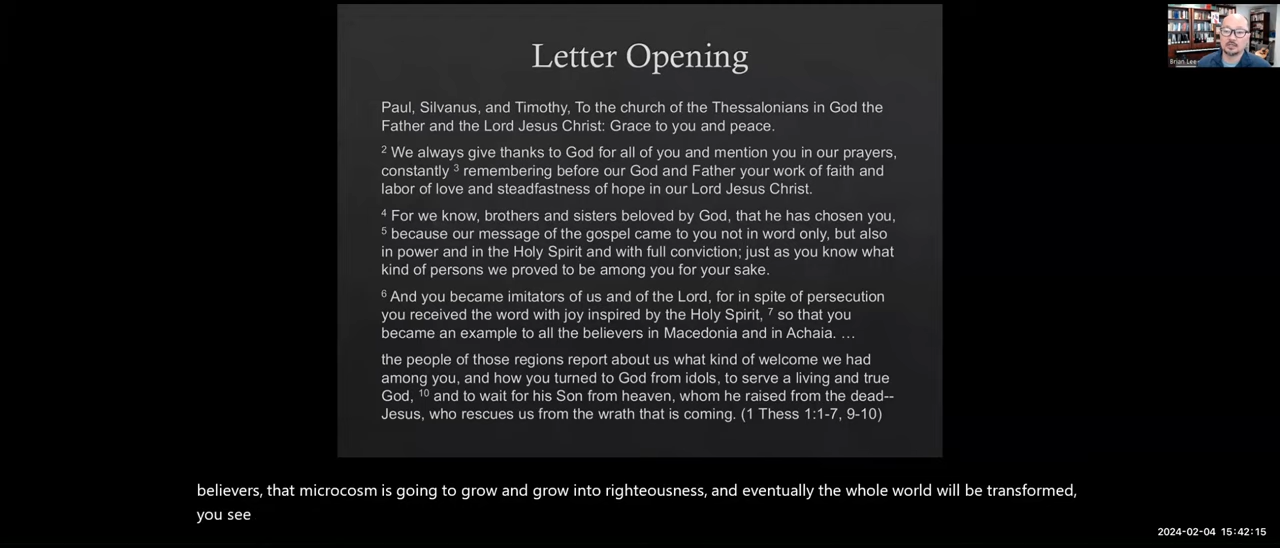 Letter Opening
Brian Lee
Paul, Silvanus, and Timothy, To the church of the Thessalonians in God the
Father and the Lord Jesus Christ: Grace to you and peace.
2 We always give thanks to God for all of you and mention you in our prayers,
constantly 3 remembering before our God and Father your work of faith and
labor of love and steadfastness of hope in our Lord Jesus Christ.
4 For we know, brothers and sisters beloved by God, that he has chosen you,
5 because our message of the gospel came to you not in word only, but also
in power and in the Holy Spirit and with full conviction; just as you know what
kind of persons we proved to be among you for your sake.
6 And you became imitators of us and of the Lord, for in spite of persecution
you received the word with joy inspired by the Holy Spirit, 7 so that you
became an example to all the believers in Macedonia and in Achaia. …
the people of those regions report about us what kind of welcome we had
among you, and how you turned to God from idols, to serve a living and true
God, 10 and to wait for his Son from heaven, whom he raised from the dead--
Jesus, who rescues us from the wrath that is coming. (1 Thess 1:1-7, 9-10)
believers, that microcosm is going to grow and grow into righteousness, and eventually the whole world will be transformed,
you see
2024-02-04 15:42:15